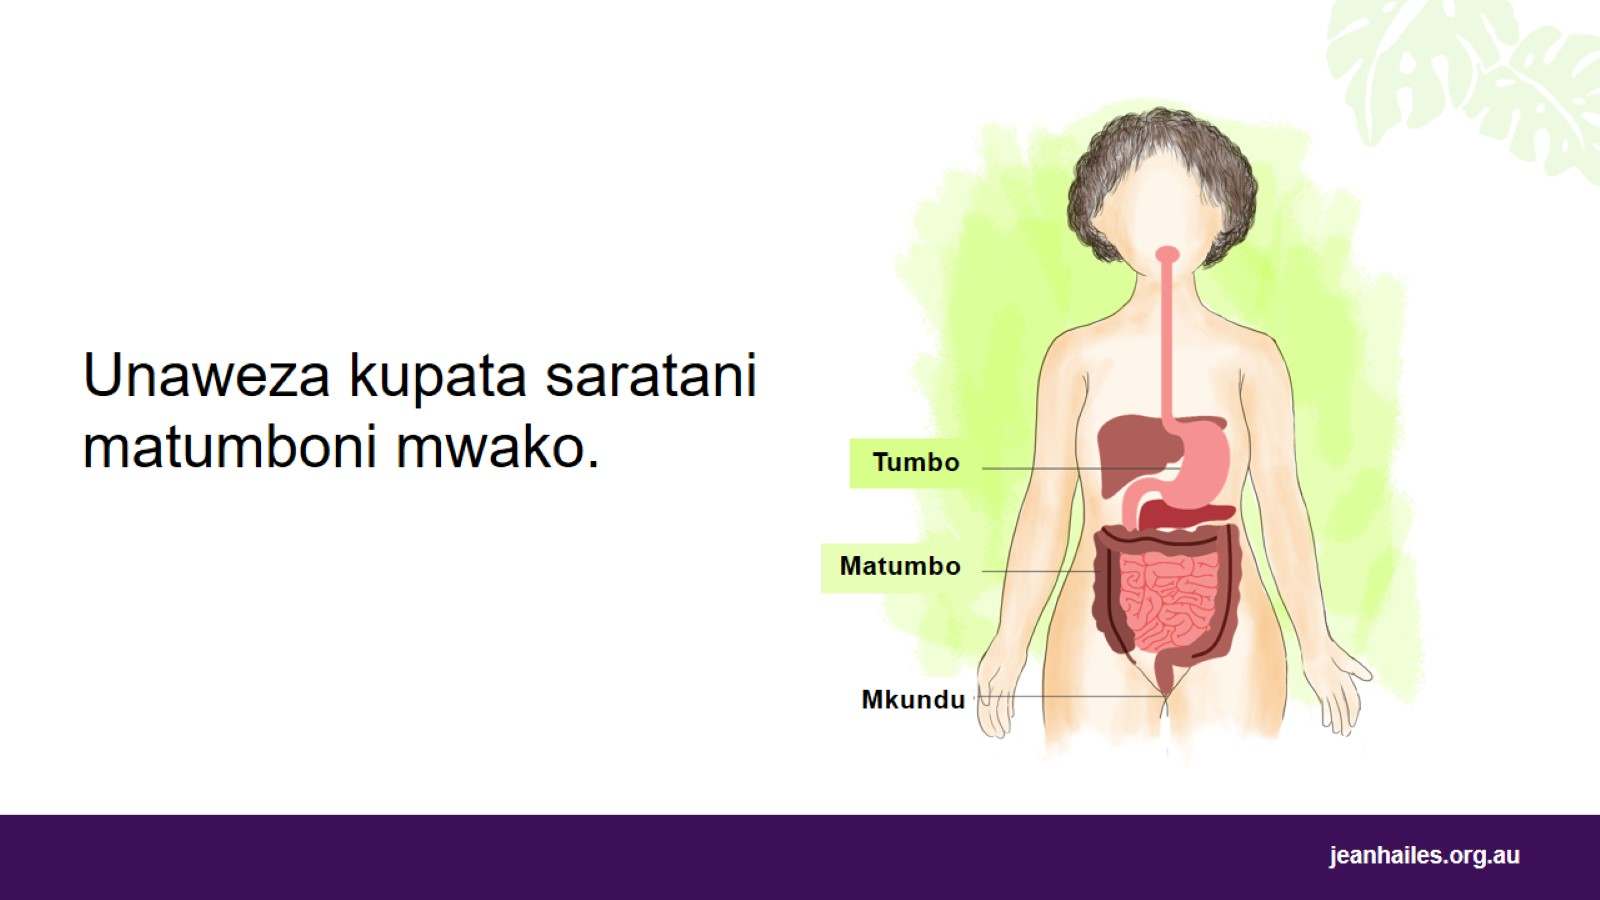 Unaweza kupata saratani
matumboni mwako.
Tumbo
Matumbo
Mkundu
jeanhailes.org.au